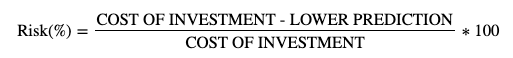 Risk(%) = COST OF INVESTMENT - LOWER PREDICTION / COST OF INVESTMENT * 100